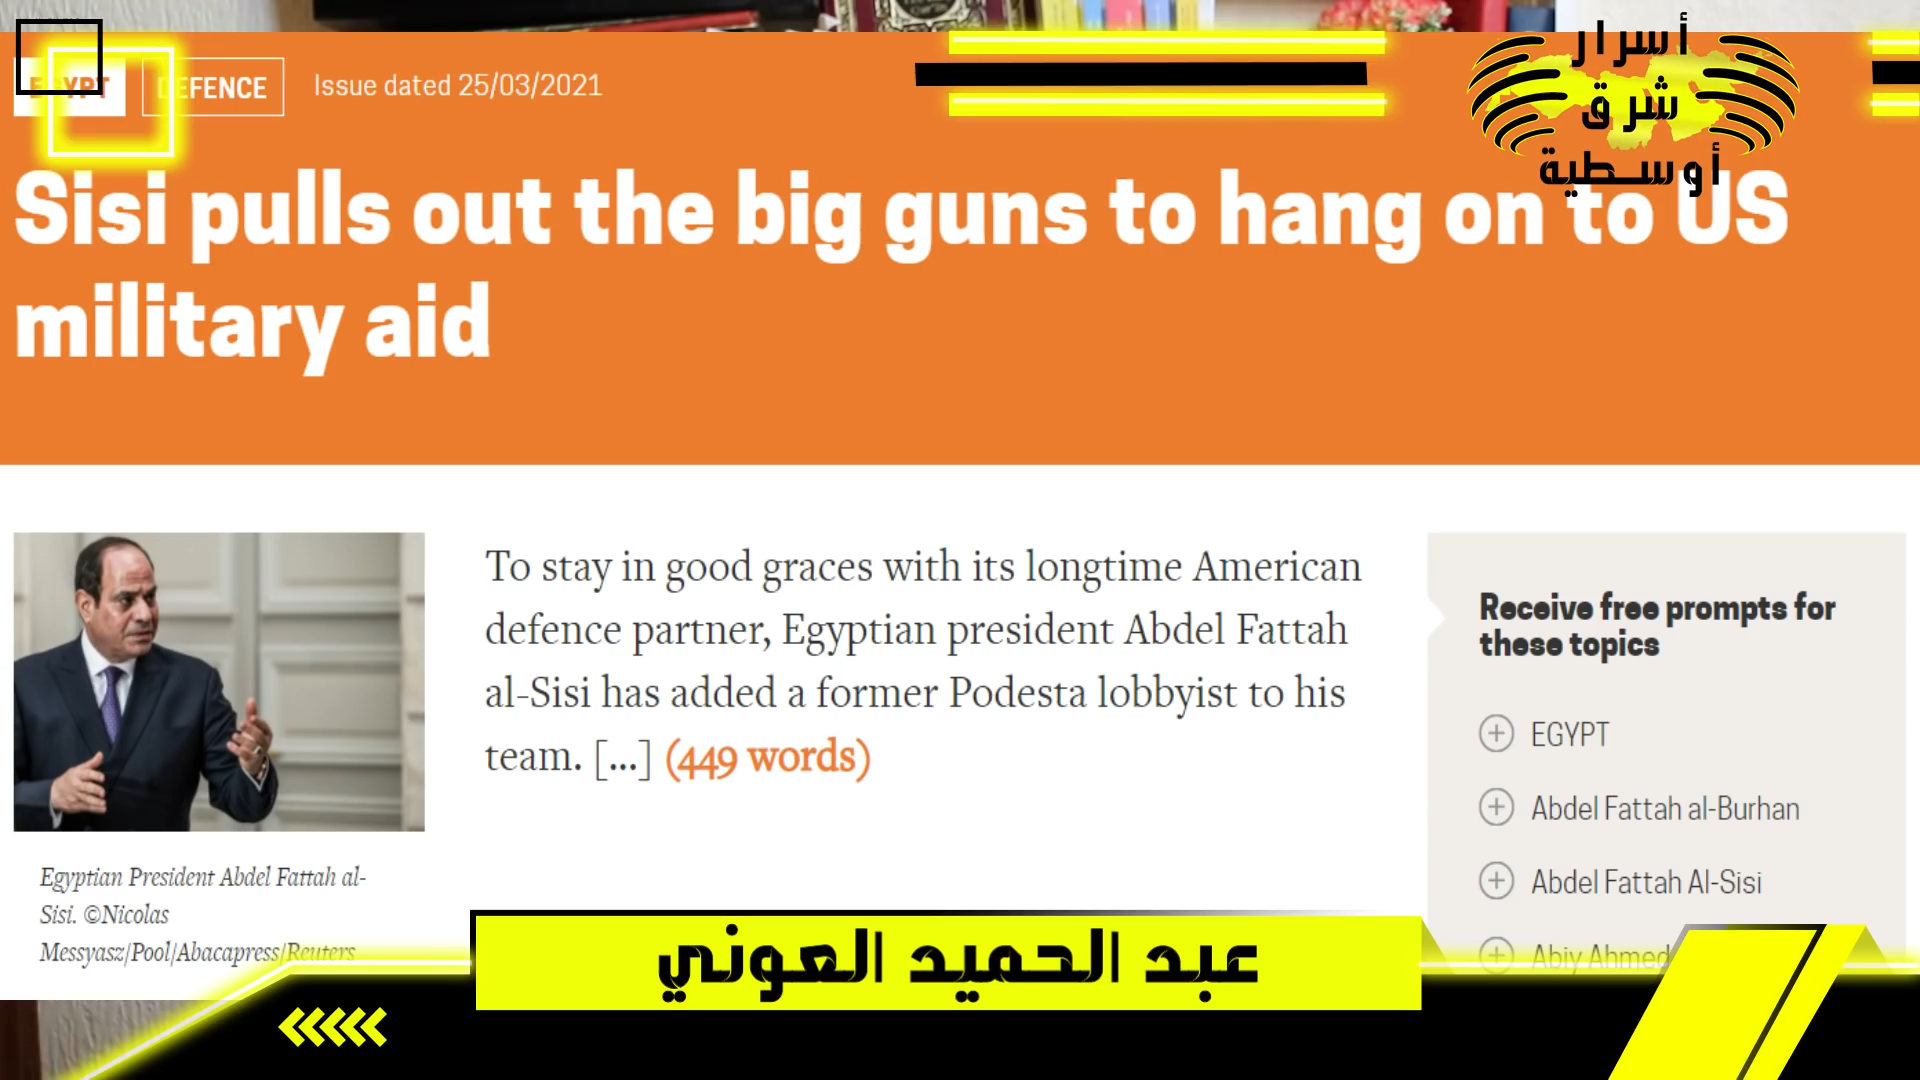 EGYPT
DEFENCE
Issue dated 25/03/2021
أسرار
شرق
أوسطية
Sisi pulls out the big guns to hang on to US
military aid
To stay in good graces with its longtime American
defence partner, Egyptian president Abdel Fattah
al-Sisi has added a former Podesta lobbyist to his
team. [...] (449 words)
Egyptian President Abdel Fattah al-
Sisi. ©Nicolas
Messyasz/Pool/Abacapress/Reuters
Receive free prompts for
these topics
EGYPT
Abdel Fattah al-Burhan
Abdel Fattah Al-Sisi
Abiy Ahmed
عبد الحميد العوني